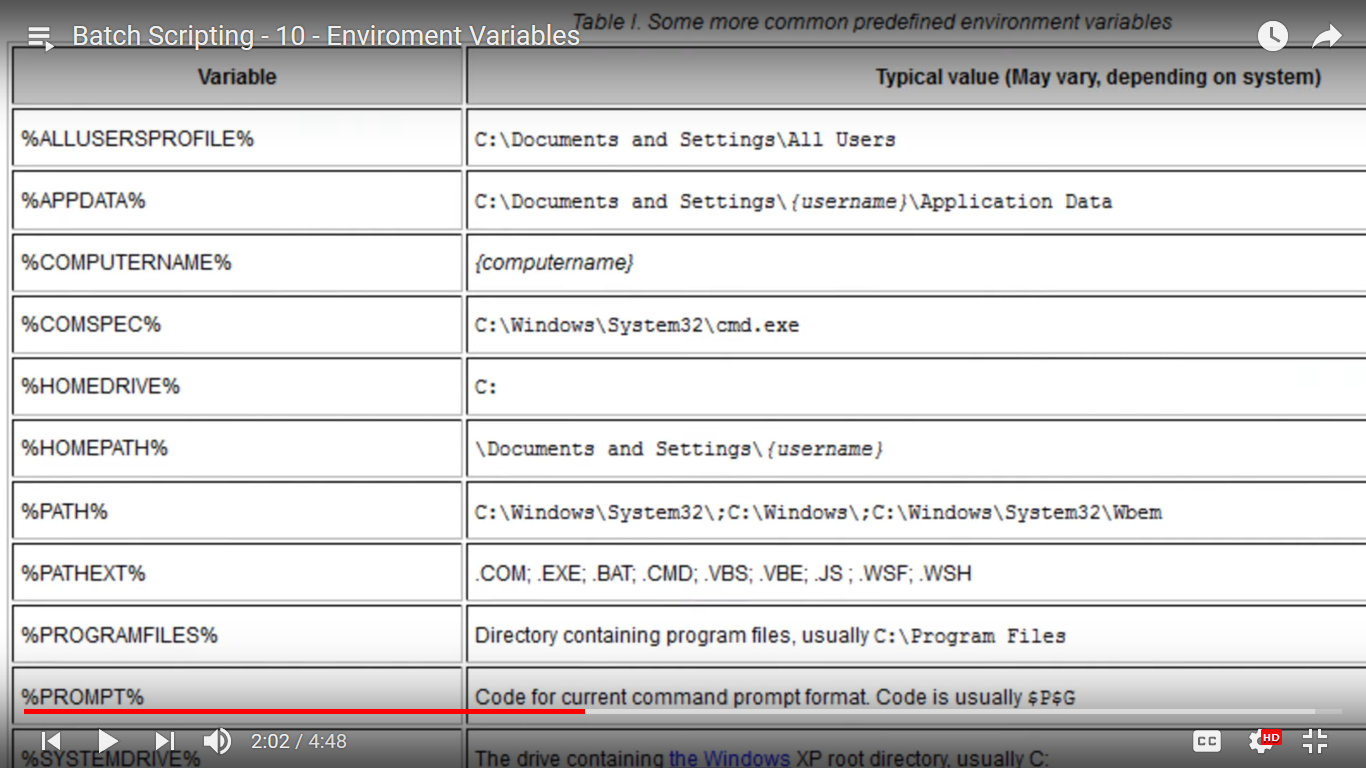 Table I. Some more common predefined environment variables
Batch Scripting - 10 - Enviroment Variables
Variable Typical value (May vary, depending on system)
%ALLUSERSPROFILE% C:\Documents and Settings\All Users
%APPDATA% C:\Documents and Settings\{username}\Application Data
%COMPUTERNAME% {computername}
%COMSPEC% C:\Windows\System32\cmd.exe
%HOMEDRIVE% C:
%HOMEPATH% \Documents and Settings\{username}
%PATH% C:\Windows\System32\;C:\Windows\;C:\Windows\System32\Wbem
%PATHEXT% .COM; .EXE; .BAT; .CMD; .VBS; .VBE; .JS ; .WSF; .WSH
%PROGRAMFILES% Directory containing program files, usually C:\Program Files
%PROMPT% Code for current command prompt format. Code is usually $P$G
%SYSTEMDRIVE% The drive containing the Windows XP root directory, usually C:
2:02 / 4:48
CC
HD